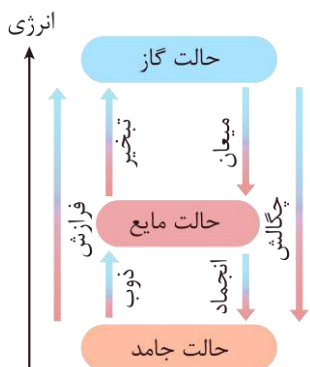 انرژی
حالت گاز
تبخیر
میعان
فرازش
چگالش
حالت مایع
ذوب
انجماد
حالت جامد